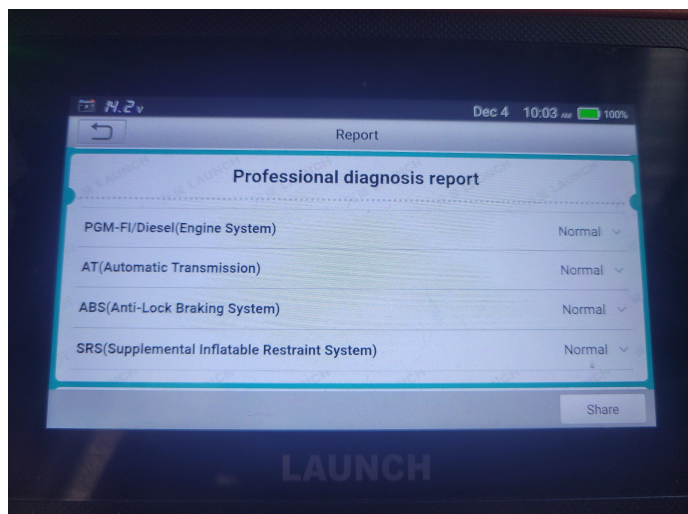 14.2v Dec 4 10:03 AM 100%
Report
Professional diagnosis report
PGM-FI/Diesel(Engine System) Normal
AT(Automatic Transmission) Normal
ABS(Anti-Lock Braking System) Normal
SRS(Supplemental Inflatable Restraint System) Normal
Share
LAUNCH